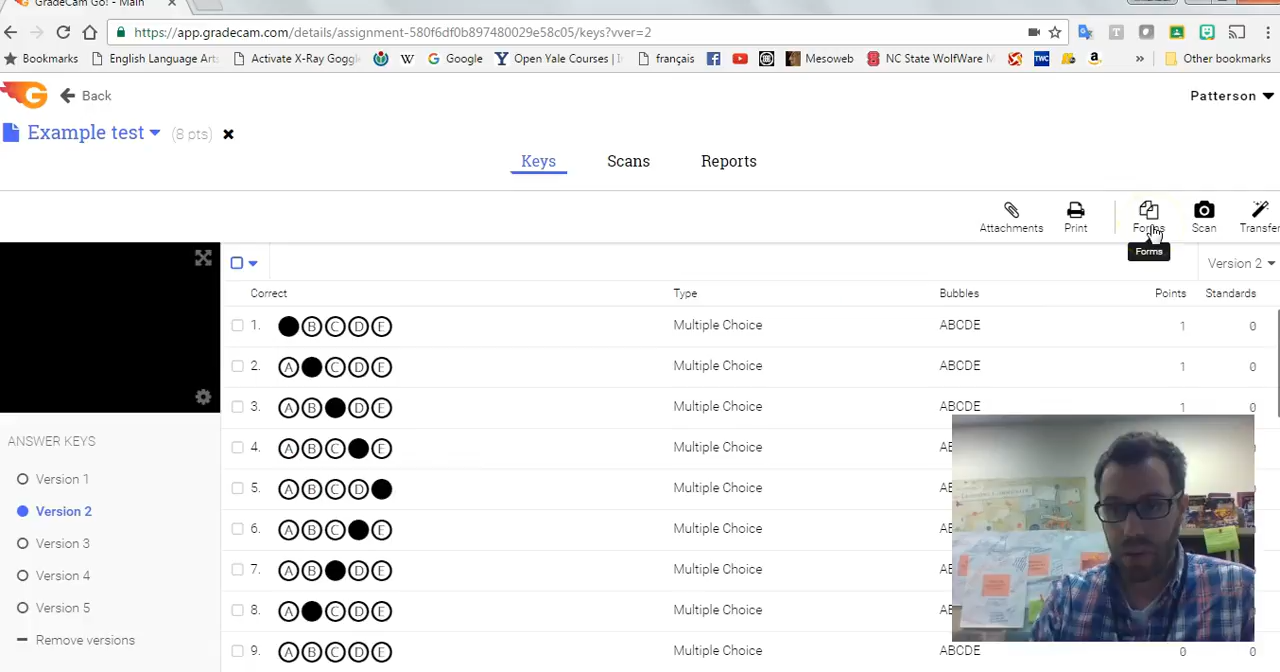 GradeCam Go! - Main
https://app.gradecam.com/details/assignment-580f6df0b897480029e58c05/keys?vver=2
Bookmarks English Language Art Activate X-Ray Goggl W Google Open Yale Courses | français Mesoweb NC State WolfWare M TWC » Other bookmarks
G Back Patterson
Example test (8 pts)
Keys Scans Reports
Attachments Print Forms Scan Transfer
Forms
Version 2
Correct Type Bubbles Points Standards
1. B C D E Multiple Choice ABCDE 1 0
2. A C D E Multiple Choice ABCDE 1 0
3. A B D E Multiple Choice ABCDE 1 0
ANSWER KEYS
4. A B C E Multiple Choice
Version 1
5. A B C D Multiple Choice
Version 2
6. A B C E Multiple Choice
Version 3
7. A B D E Multiple Choice
Version 4
8. A C D E Multiple Choice
Version 5
Remove versions
9. A B C D E Multiple Choice ABCDE 0 0